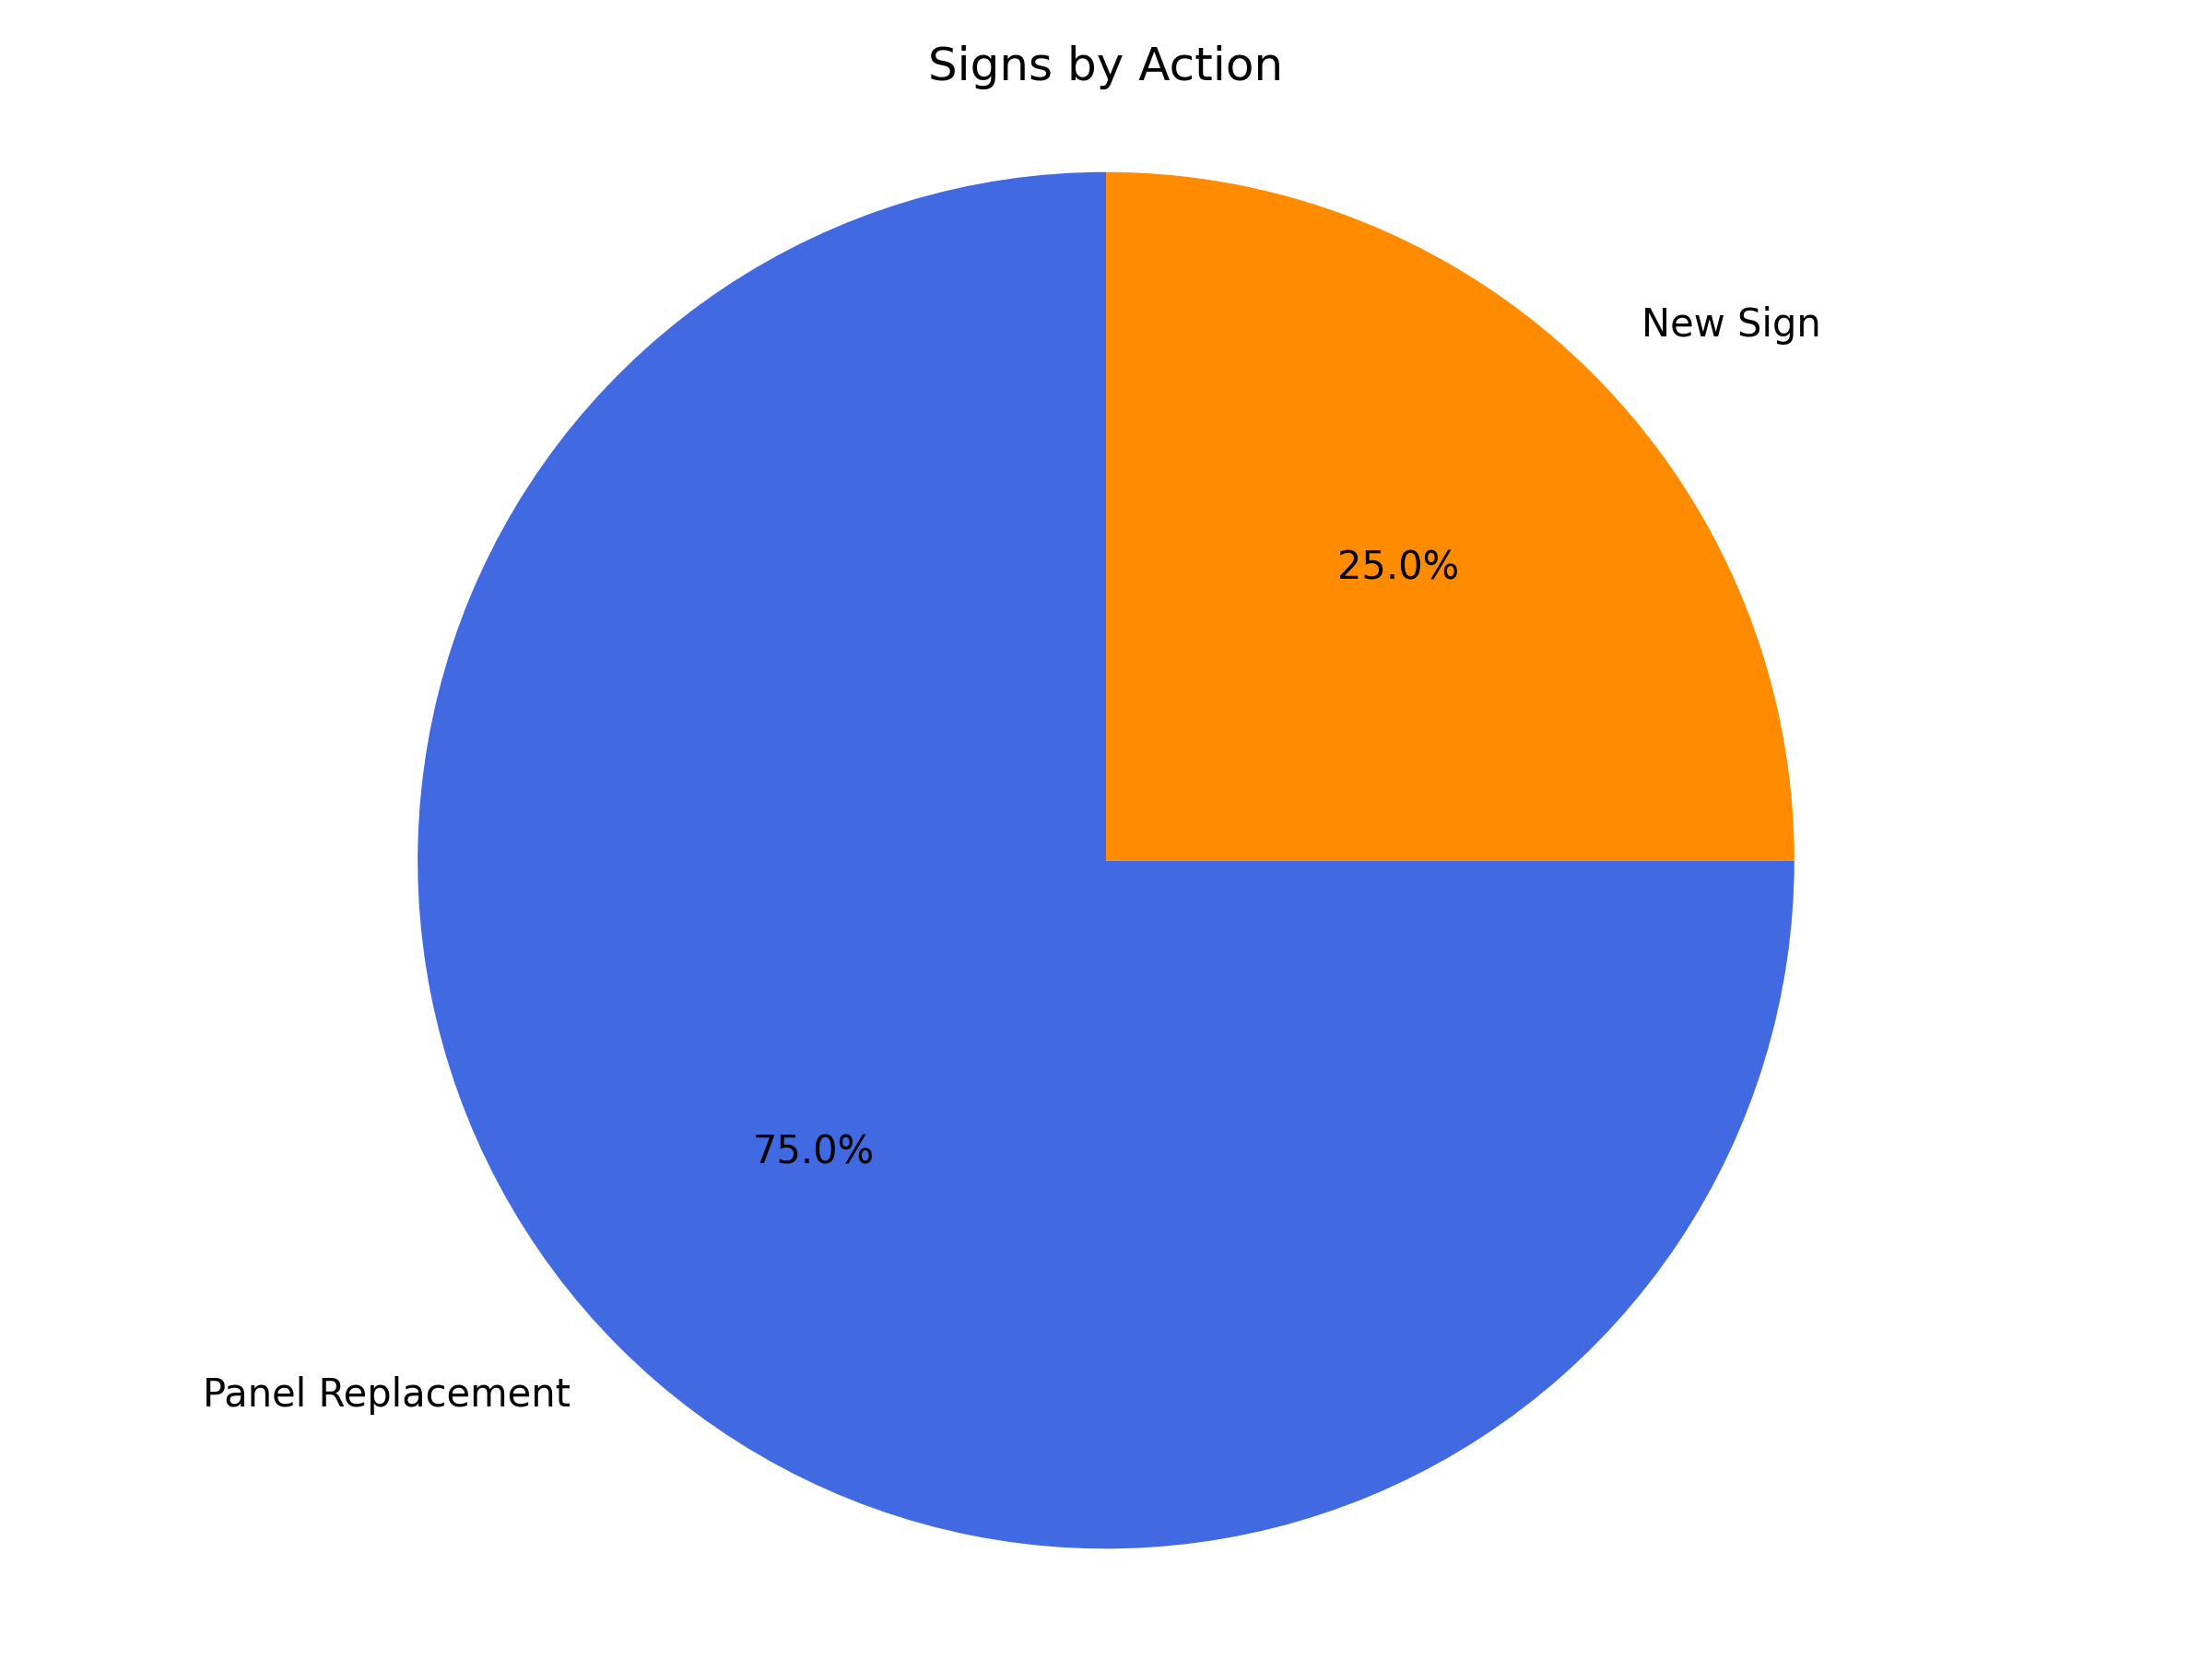 Signs by Action
New Sign
25.0%
75.0%
Panel Replacement